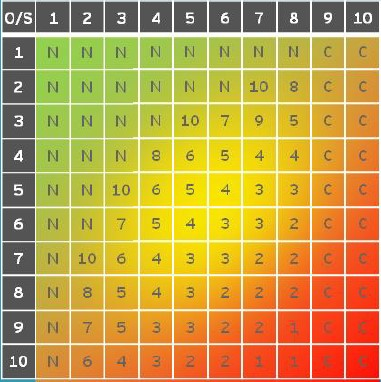 O/S 1 2 3 4 5 6 7 8 9 10
1 N N N N N N N N C C
2 N N N N N N 10 8 C C
3 N N N N 10 7 9 5 C C
4 N N N 8 6 5 4 4 C C
5 N N 10 6 5 4 3 3 C C
6 N N 7 5 4 3 3 2 C C
7 N 10 6 4 3 3 2 2 C C
8 N 8 5 4 3 2 2 2 C C
9 N 7 5 3 3 2 2 1 C C
10 N 6 4 3 2 2 1 1 C